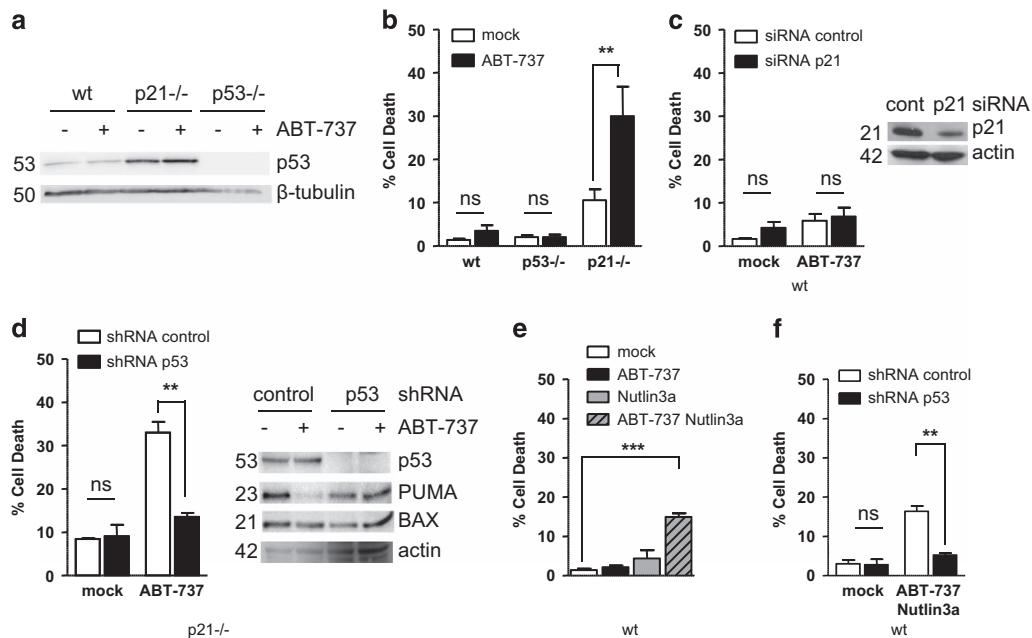 a
wt p21-/- p53-/-
- + - + - + ABT-737
53 p53
50 β-tubulin
b
mock
ABT-737
% Cell Death
50
40
30
20
10
0
ns
ns
**
wt p53-/- p21-/-
c
siRNA control
siRNA p21
% Cell Death
50
40
30
20
10
0
ns
ns
mock ABT-737
wt
cont p21 siRNA
21 p21
42 actin
d
shRNA control
shRNA p53
% Cell Death
50
40
30
20
10
0
ns
**
mock ABT-737
p21-/-
control p53 shRNA
- + - + ABT-737
53 p53
23 PUMA
21 BAX
42 actin
e
mock
ABT-737
Nutlin3a
ABT-737 Nutlin3a
% Cell Death
50
40
30
20
10
0
***
wt
f
shRNA control
shRNA p53
% Cell Death
50
40
30
20
10
0
ns
**
mock ABT-737
Nutlin3a
wt